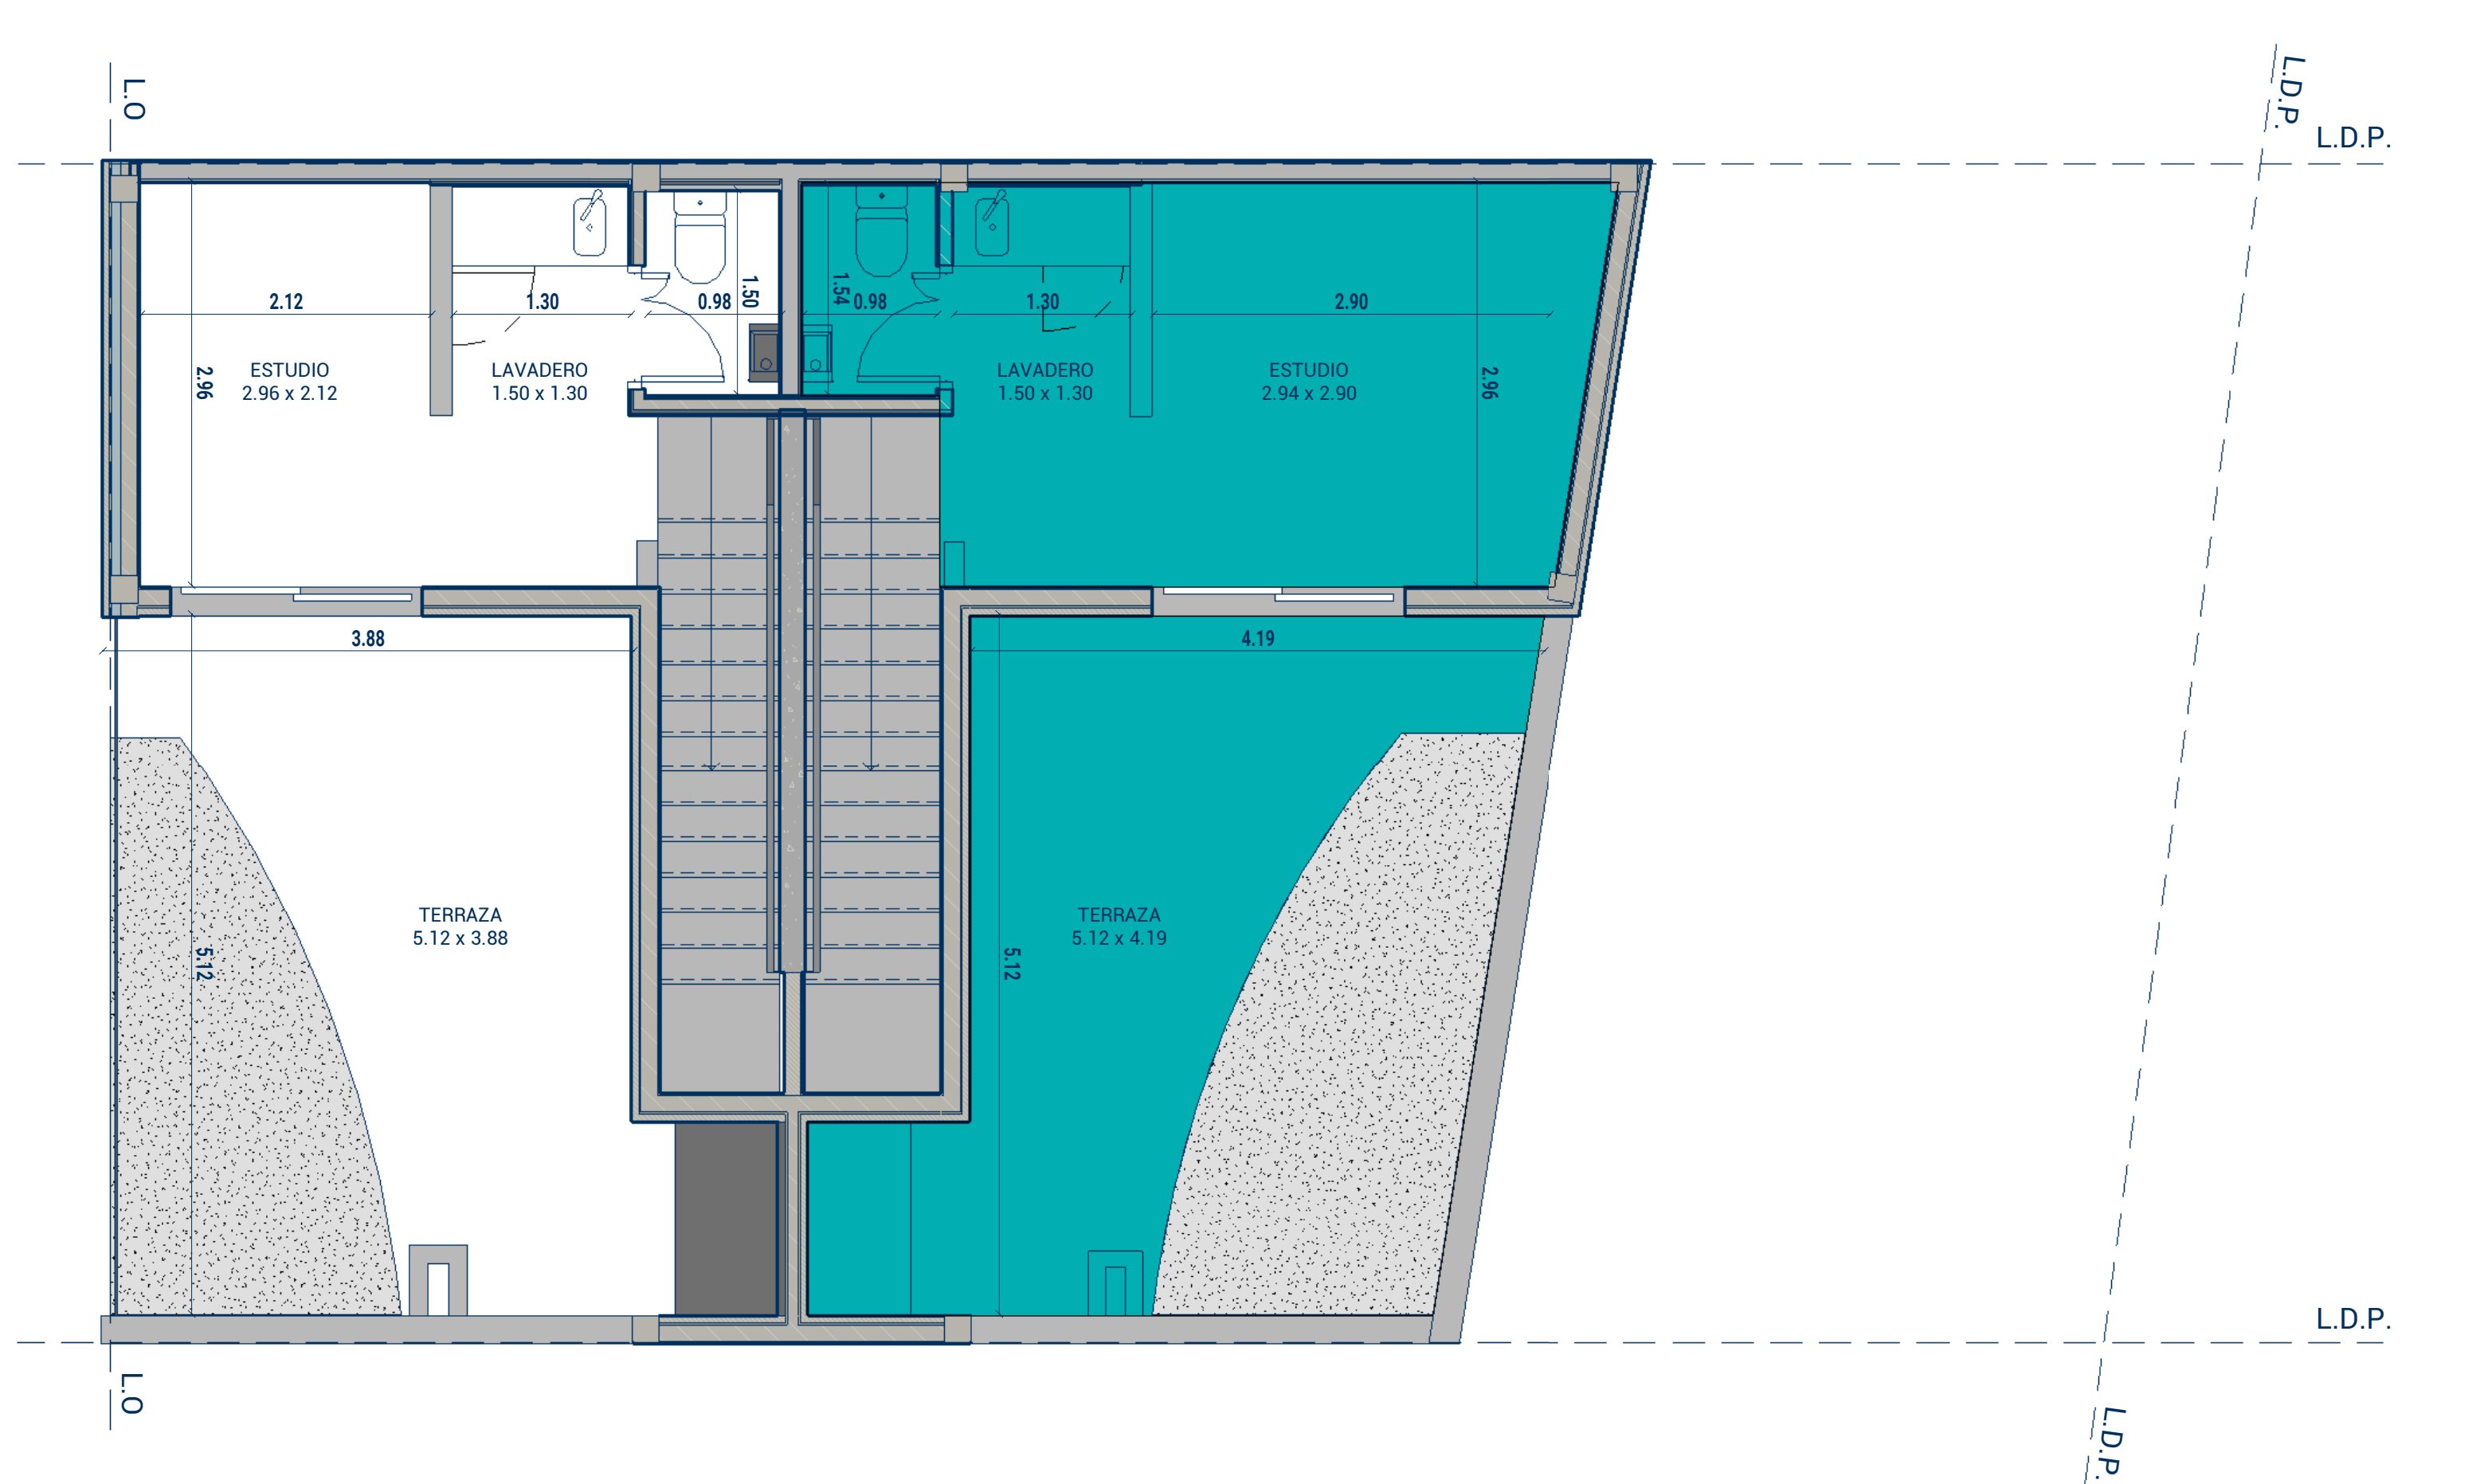 L.O
L.D.P.
L.D.P.
2.12
1.30
0.98
1.50
1.54
0.98
1.30
2.90
2.96
ESTUDIO
2.96 x 2.12
LAVADERO
1.50 x 1.30
LAVADERO
1.50 x 1.30
ESTUDIO
2.94 x 2.90
2.96
3.88
4.19
TERRAZA
5.12 x 3.88
TERRAZA
5.12 x 4.19
5.12
5.12
L.D.P.
L.O
L.D.P.